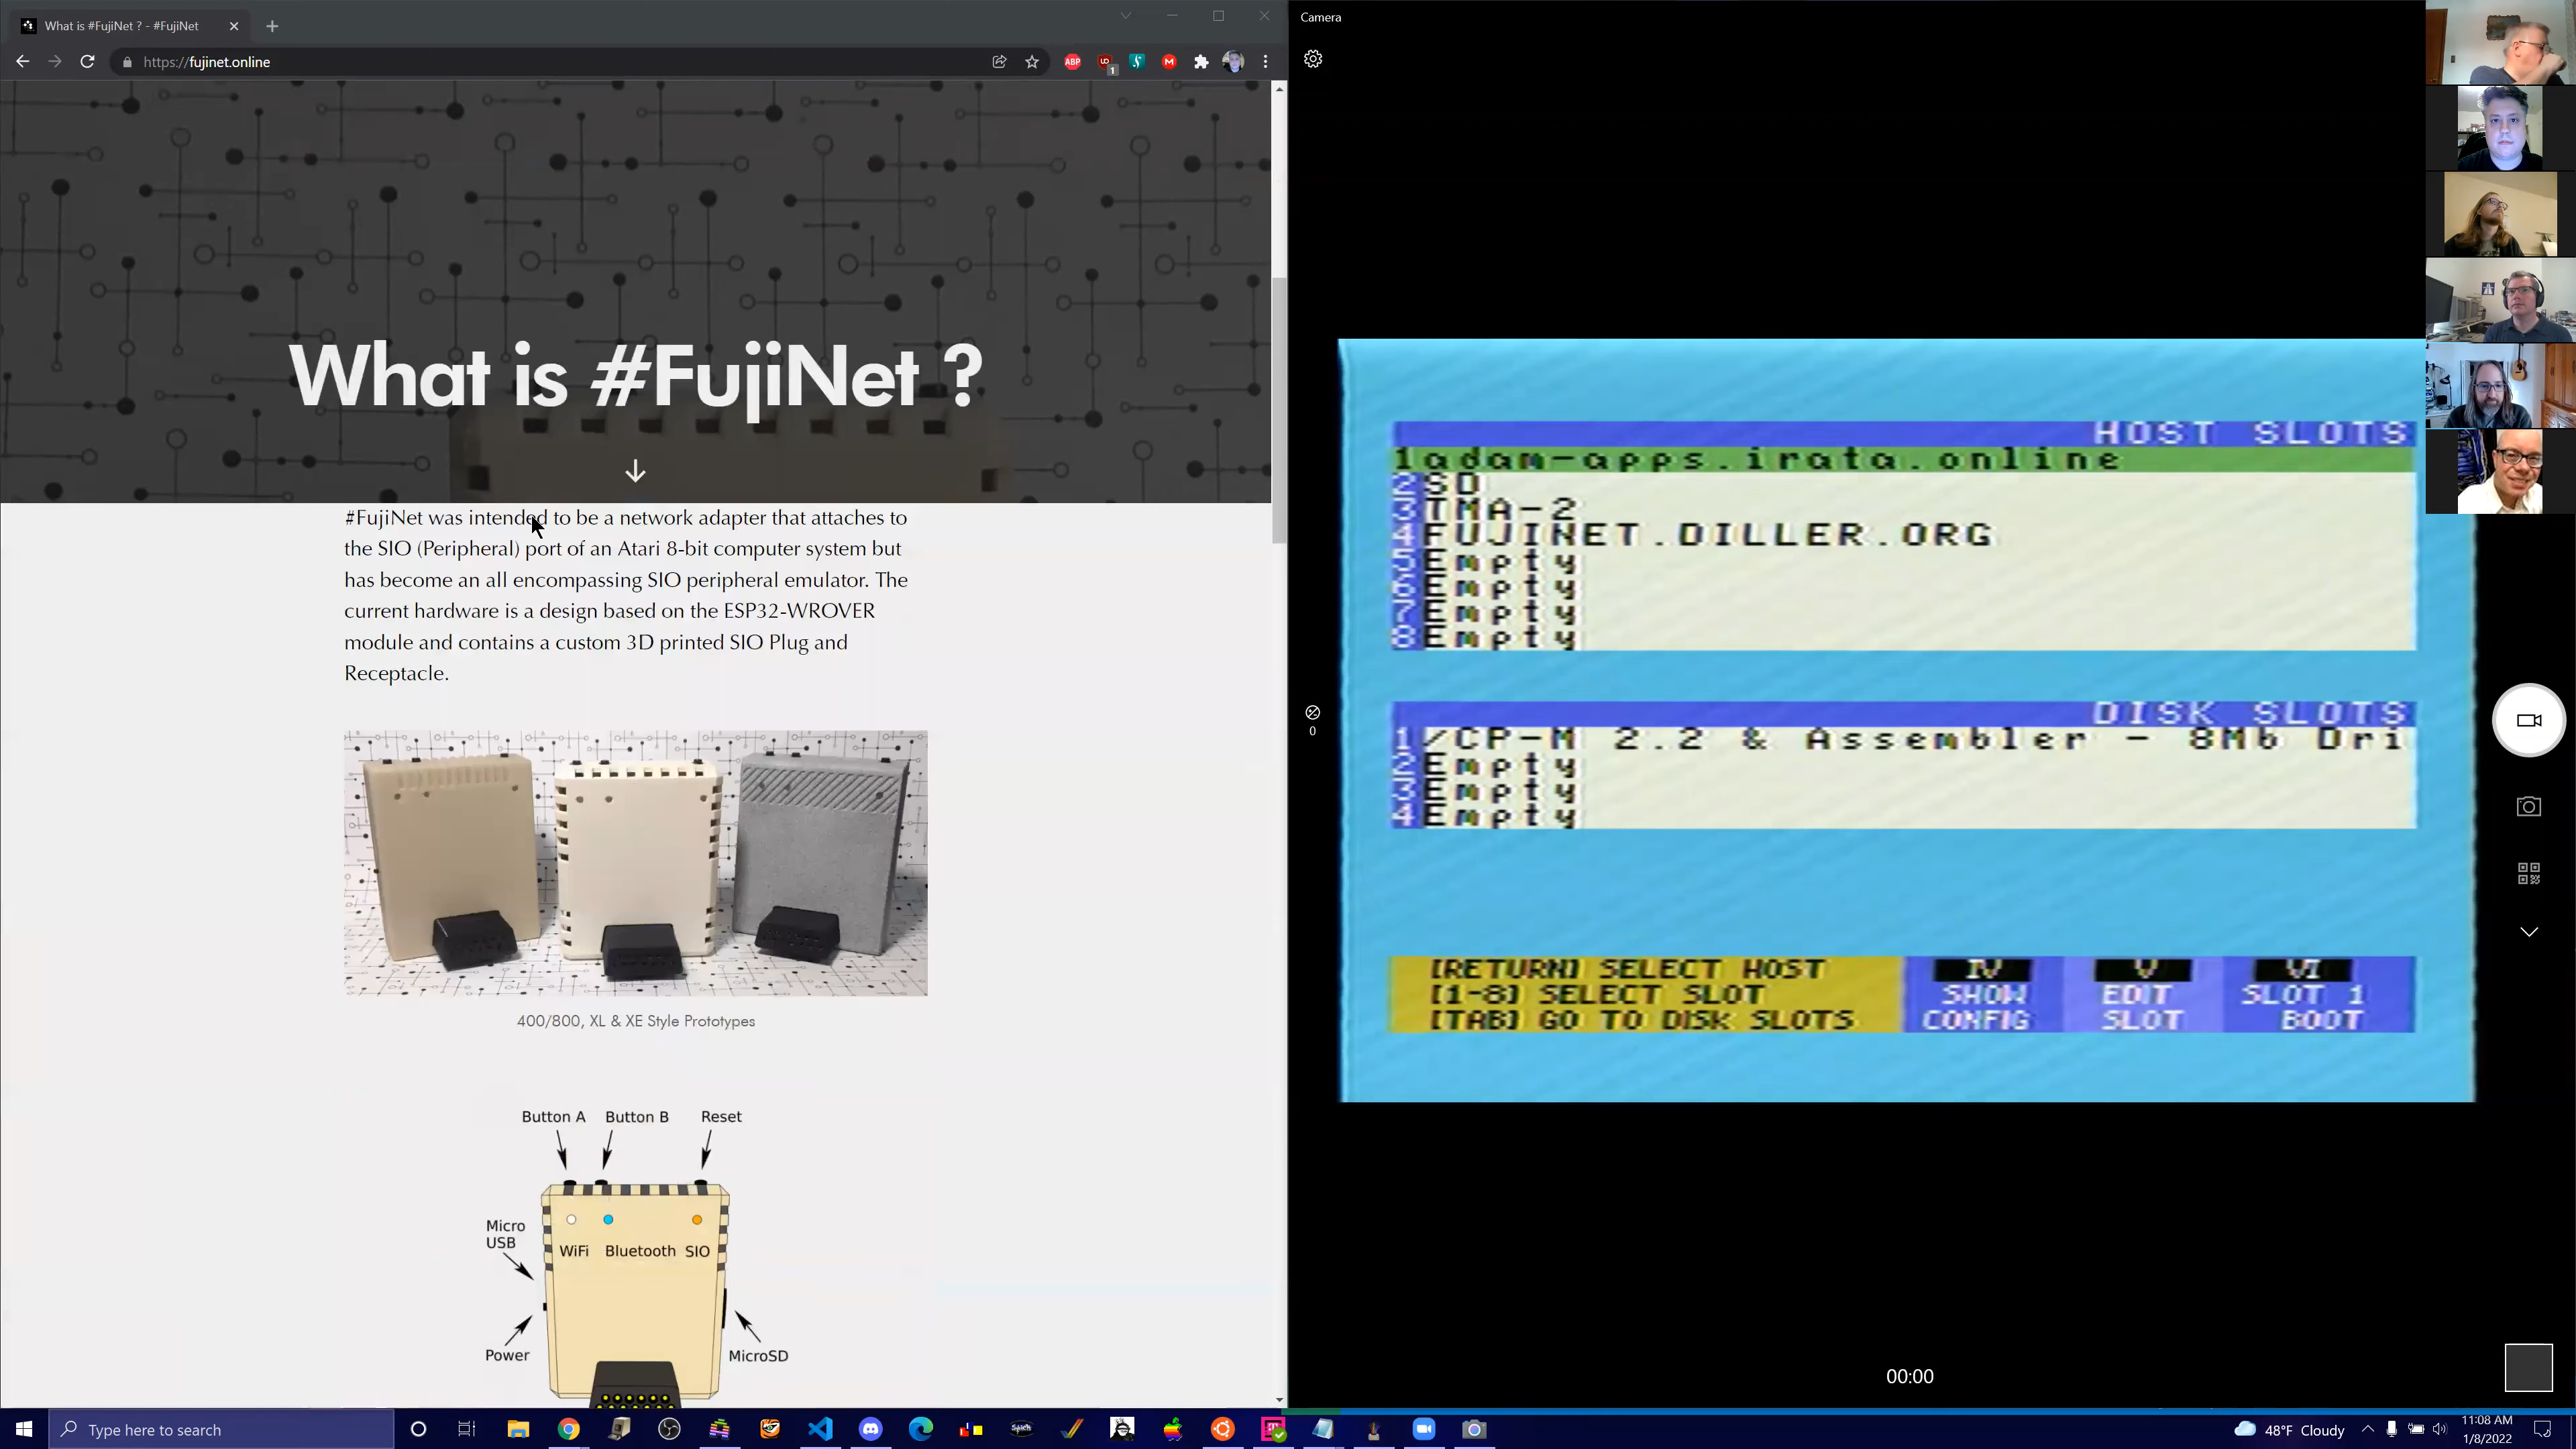 What is #FujiNet ? - #FujiNet
https://fujinet.online
ABP
1
What is #FujiNet ?
#FujiNet was intended to be a network adapter that attaches to
the SIO (Peripheral) port of an Atari 8-bit computer system but
has become an all encompassing SIO peripheral emulator. The
current hardware is a design based on the ESP32-WROVER
module and contains a custom 3D printed SIO Plug and
Receptacle.
400/800, XL & XE Style Prototypes
Button A Button B Reset
Micro
USB
WiFi Bluetooth SIO
Power
MicroSD
Camera
0
HOST SLOTS
1adam-apps.irata.online
2SD
3TMA-2
4FUJINET.DILLER.ORG
5Empty
6Empty
7Empty
8Empty
DISK SLOTS
1/CP-M 2.2 & Assembler - 8Mb Dri
2Empty
3Empty
4Empty
[RETURN] SELECT HOST
[1-8] SELECT SLOT
[TAB] GO TO DISK SLOTS
IV
SHOW
CONFIG
V
EDIT
SLOT
VI
SLOT 1
BOOT
00:00
Type here to search
48°F Cloudy
11:08 AM
1/8/2022